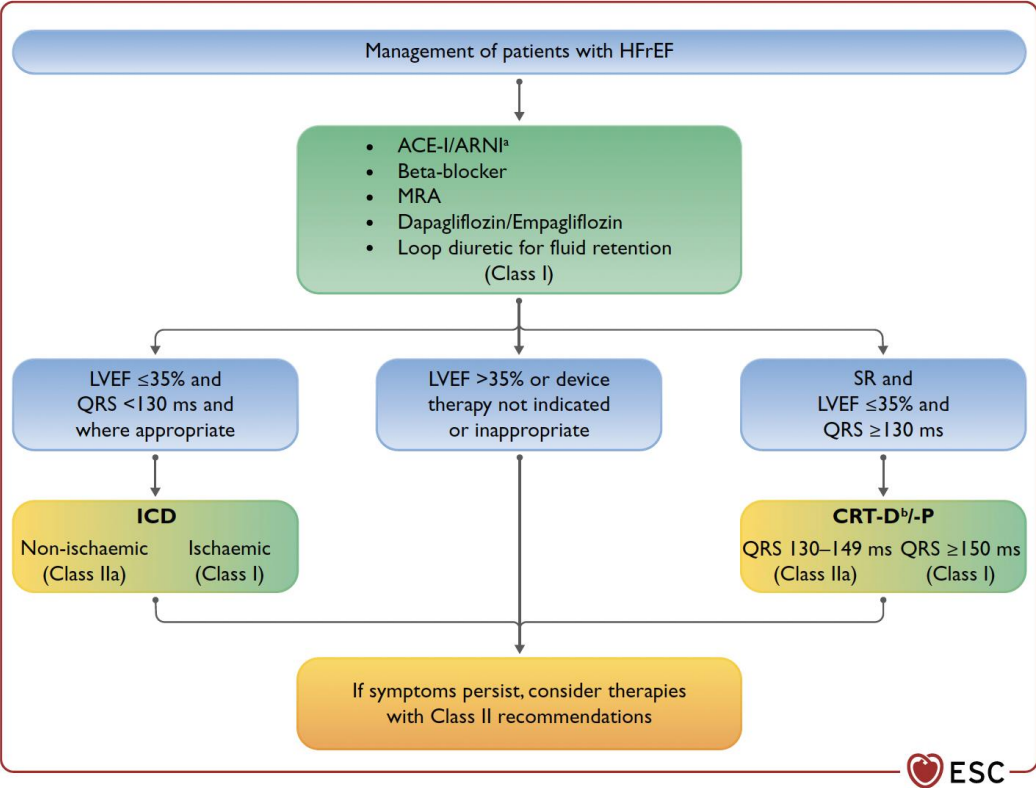 Management of patients with HFrEF
• ACE-I/ARNIᵃ
• Beta-blocker
• MRA
• Dapagliflozin/Empagliflozin
• Loop diuretic for fluid retention
(Class I)
LVEF ≤35% and
QRS <130 ms and
where appropriate
LVEF >35% or device
therapy not indicated
or inappropriate
SR and
LVEF ≤35% and
QRS ≥130 ms
ICD
Non-ischaemic
(Class IIa)
Ischaemic
(Class I)
CRT-Dᵇ/-P
QRS 130–149 ms
(Class IIa)
QRS ≥150 ms
(Class I)
If symptoms persist, consider therapies
with Class II recommendations
ESC